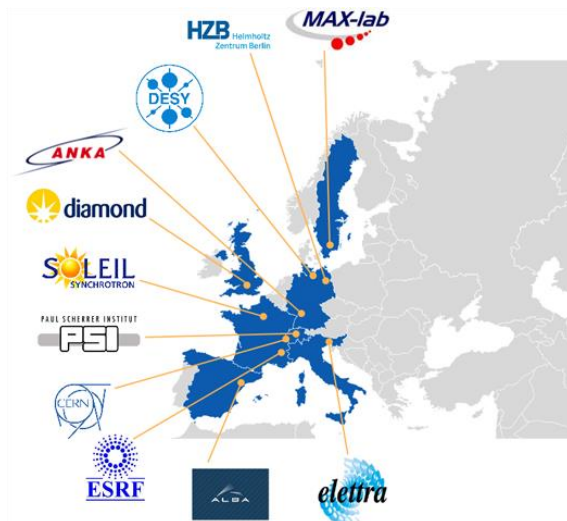 MAX-lab
HZB Helmholtz
Zentrum Berlin
DESY
ANKA
diamond
SOLEIL
SYNCHROTRON
PAUL SCHERRER INSTITUT
PSI
CERN
ESRF
ALBA
elettra